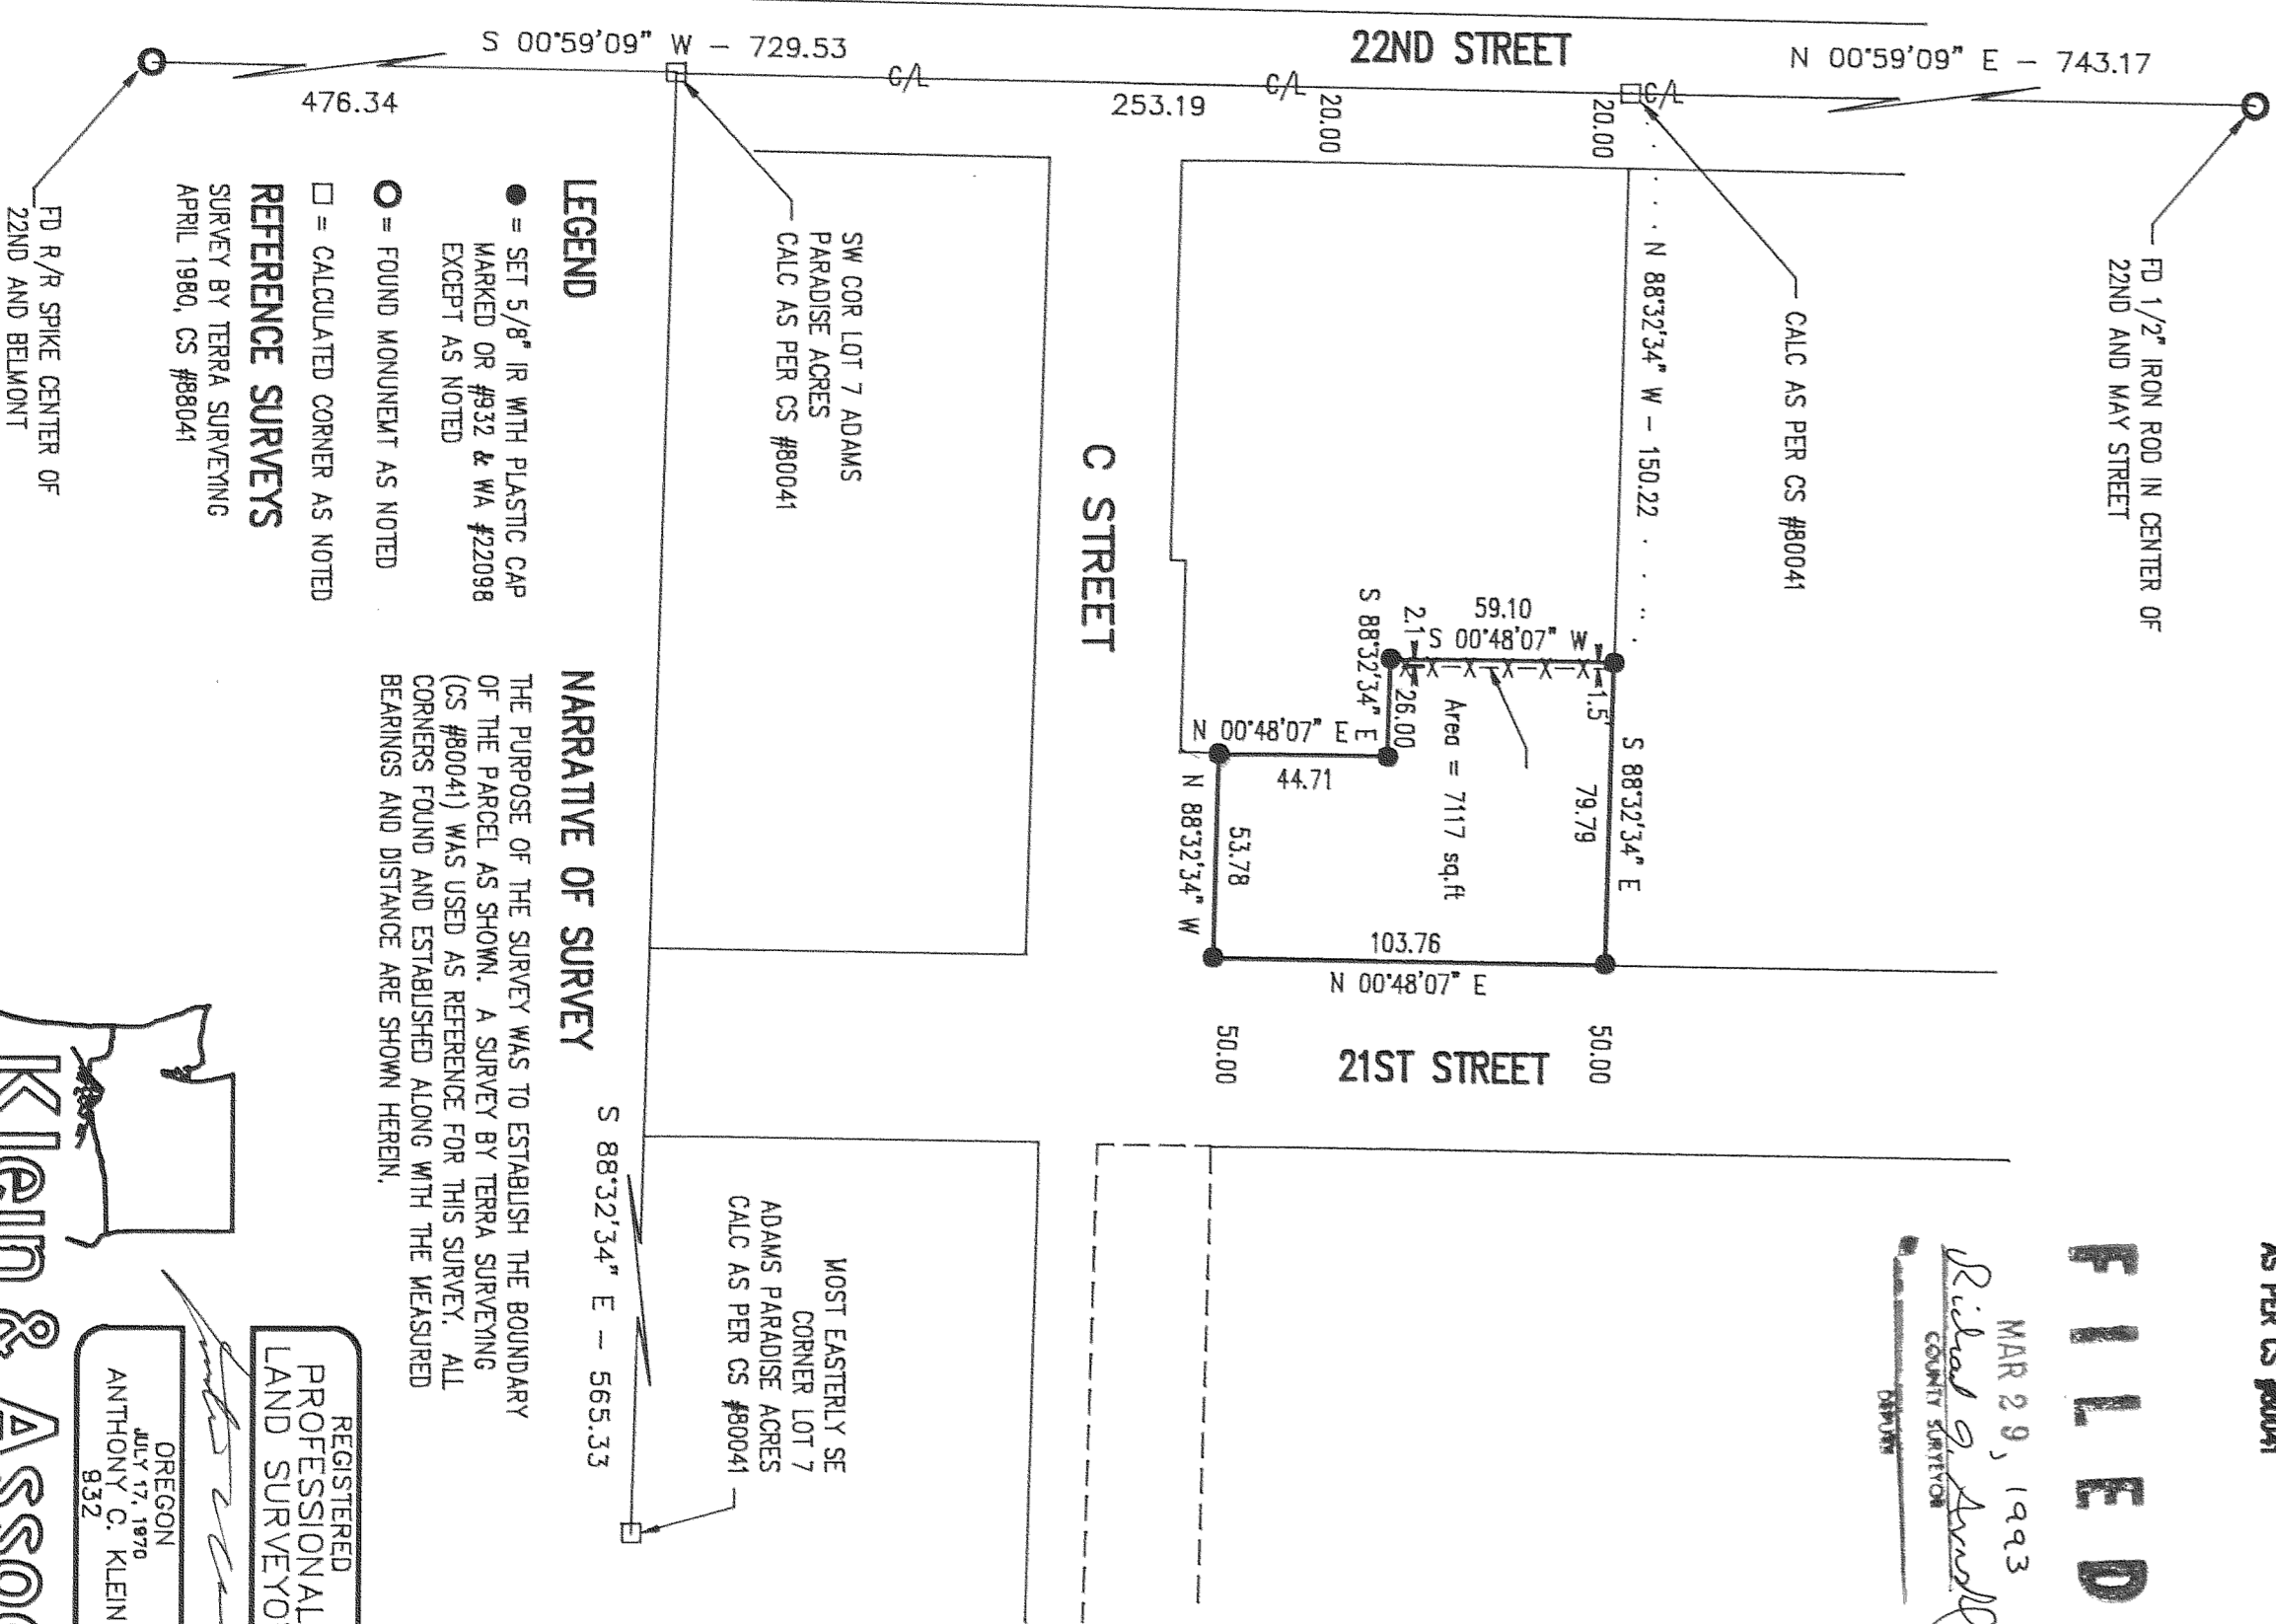 S 00°59'09" W – 729.53
22ND STREET
N 00°59'09" E – 743.17
476.34
C/L
253.19
C/L
20.00
20.00
C/L
FD 1/2" IRON ROD IN CENTER OF
22ND AND MAY STREET
CALC AS PER CS #80041
N 88°32'34" W – 150.22
SW COR LOT 7 ADAMS
PARADISE ACRES
CALC AS PER CS #80041
C STREET
59.10
S 00°48'07" W
2.1
1.5'
S 88°32'34" E
26.00
Area = 7117 sq.ft
S 88°32'34" E
79.79
N 00°48'07" E
44.71
53.78
N 88°32'34" W
103.76
N 00°48'07" E
50.00
21ST STREET
50.00
LEGEND
● = SET 5/8" IR WITH PLASTIC CAP
MARKED OR #932 & WA #22098
EXCEPT AS NOTED
O = FOUND MONUNEMT AS NOTED
□ = CALCULATED CORNER AS NOTED
REFERENCE SURVEYS
SURVEY BY TERRA SURVEYING
APRIL 1980, CS #88041
FD R/R SPIKE CENTER OF
22ND AND BELMONT
NARRATIVE OF SURVEY
THE PURPOSE OF THE SURVEY WAS TO ESTABLISH THE BOUNDARY
OF THE PARCEL AS SHOWN. A SURVEY BY TERRA SURVEYING
(CS #80041) WAS USED AS REFERENCE FOR THIS SURVEY. ALL
CORNERS FOUND AND ESTABLISHED ALONG WITH THE MEASURED
BEARINGS AND DISTANCE ARE SHOWN HEREIN.
S 88°32'34" E – 565.33
MOST EASTERLY SE
CORNER LOT 7
ADAMS PARADISE ACRES
CALC AS PER CS #80041
AS PER CS #80041
FILED
MAR 29, 1993
Richard J. Arnold
COUNTY SURVEYOR
DEPUTY
REGISTERED
PROFESSIONAL
LAND SURVEYO
OREGON
JULY 17, 1970
ANTHONY C. KLEIN
932
Klein & Assoc